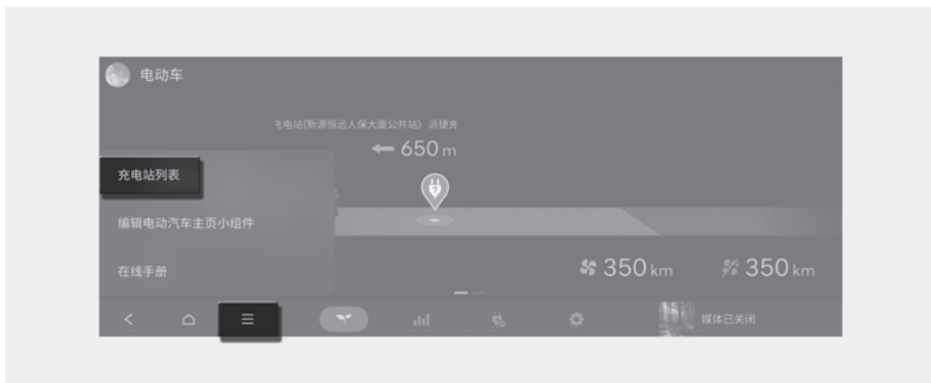 电动车
电站(新源恒远人保大厦公共站) 派捷充
650 m
充电站列表
编辑电动汽车主页小组件
在线手册
350 km
350 km
媒体已关闭